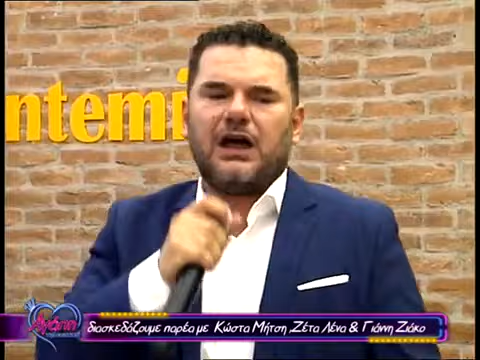 ntemi
Αγάπη
διασκεδάζουμε παρέα με Κώστα Μήτση ,Ζέτα Λένα & Γιάννη Ζιάκο